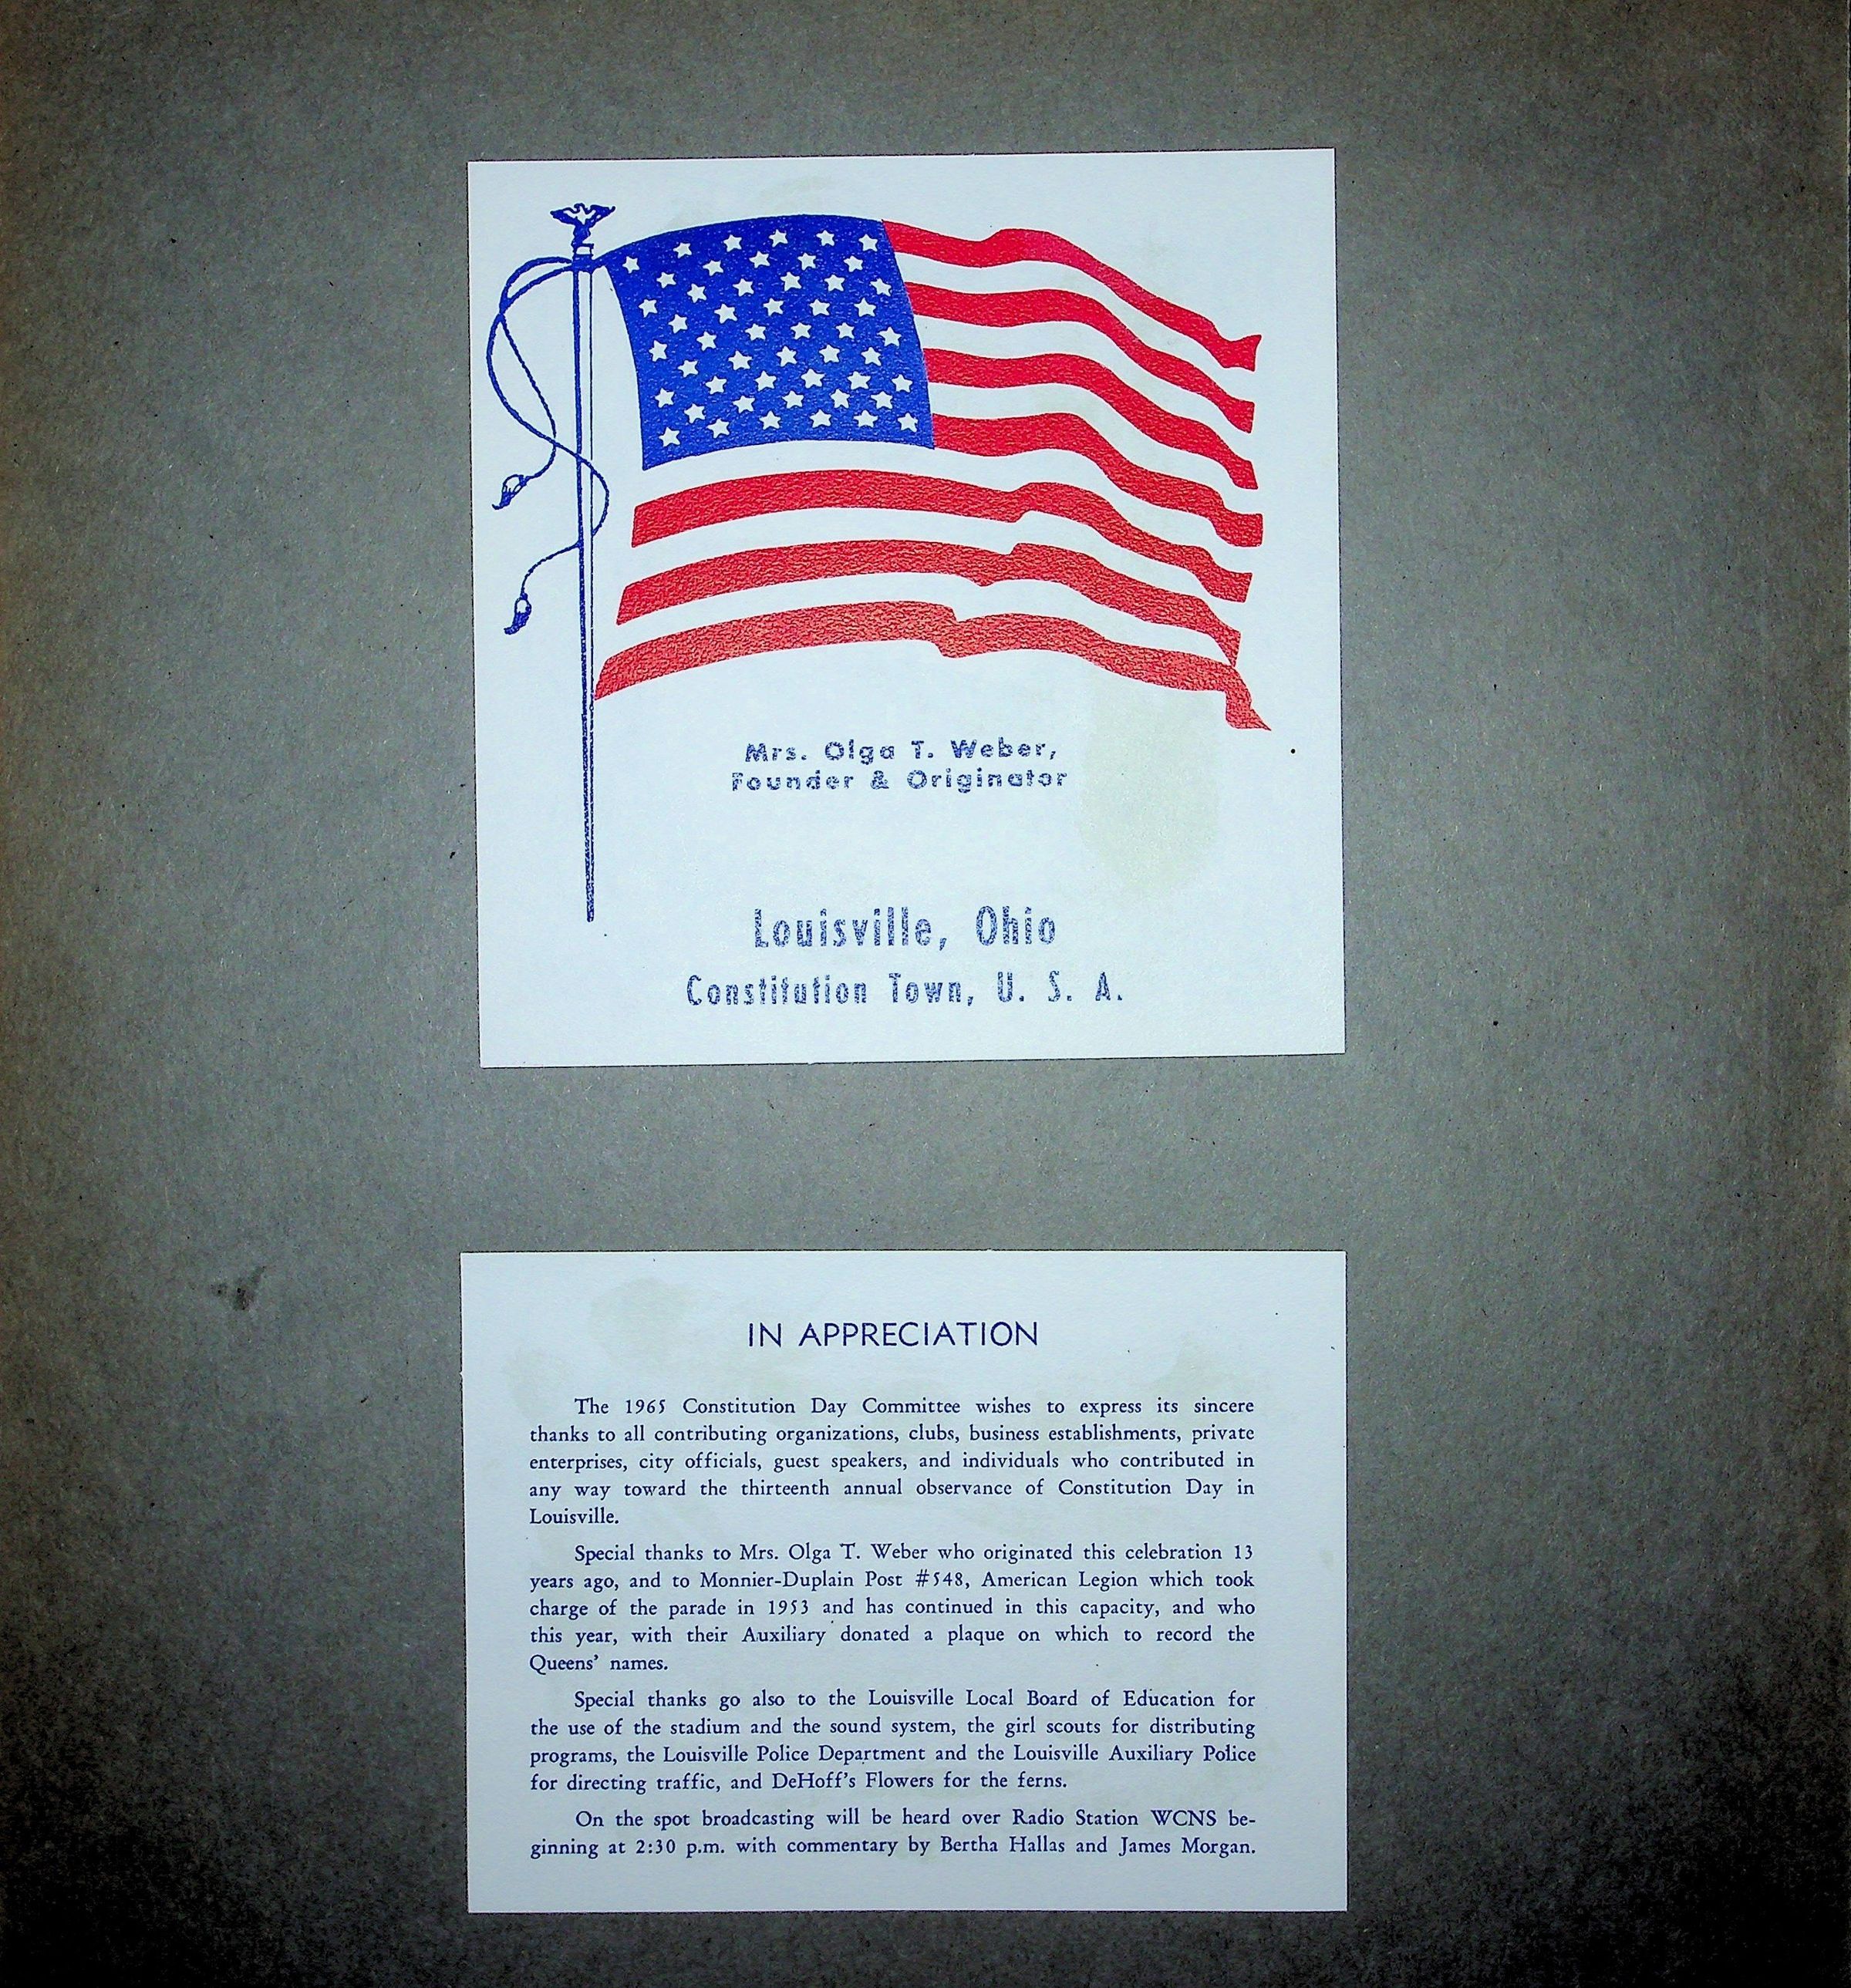 Mrs. Olga T. Weber,
Founder & Originator
Louisville, Ohio
Constitution Town, U. S. A.
IN APPRECIATION
The 1965 Constitution Day Committee wishes to express its sincere
thanks to all contributing organizations, clubs, business establishments, private
enterprises, city officials, guest speakers, and individuals who contributed in
any way toward the thirteenth annual observance of Constitution Day in
Louisville.
Special thanks to Mrs. Olga T. Weber who originated this celebration 13
years ago, and to Monnier-Duplain Post #548, American Legion which took
charge of the parade in 1953 and has continued in this capacity, and who
this year, with their Auxiliary donated a plaque on which to record the
Queens' names.
Special thanks go also to the Louisville Local Board of Education for
the use of the stadium and the sound system, the girl scouts for distributing
programs, the Louisville Police Department and the Louisville Auxiliary Police
for directing traffic, and DeHoff's Flowers for the ferns.
On the spot broadcasting will be heard over Radio Station WCNS be-
ginning at 2:30 p.m. with commentary by Bertha Hallas and James Morgan.